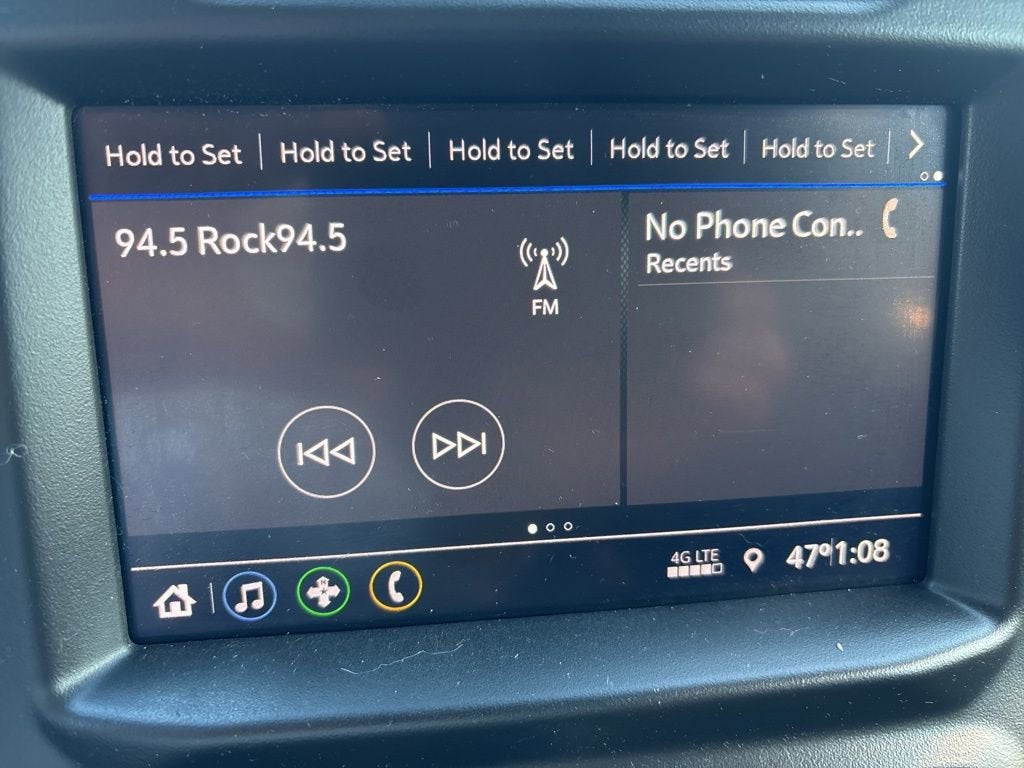 Hold to Set Hold to Set Hold to Set Hold to Set Hold to Set
94.5 Rock94.5
FM
No Phone Con..
Recents
4G LTE
47° 1:08